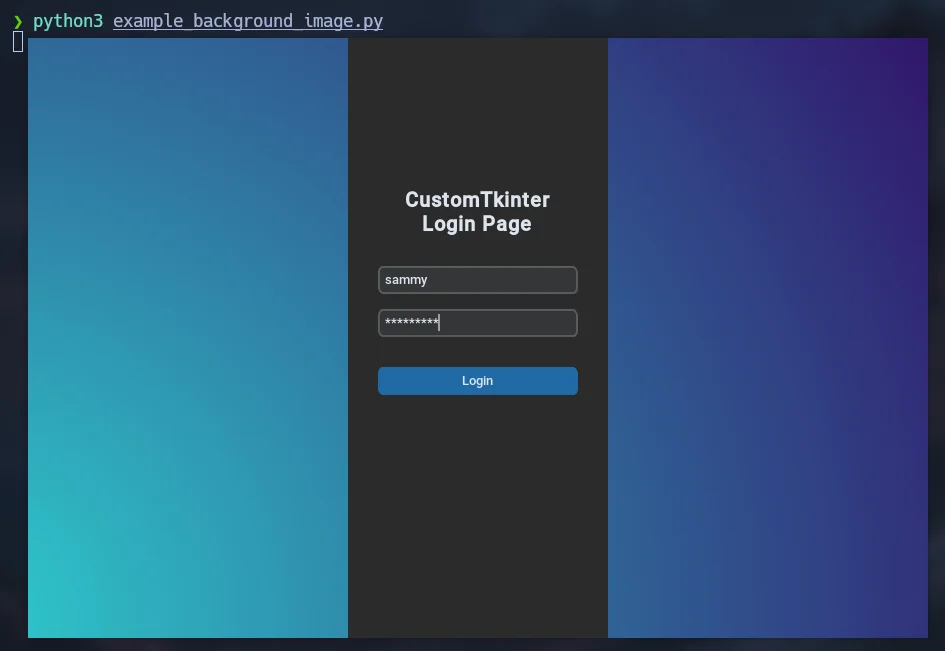 ❯ python3 example_background_image.py
CustomTkinter
Login Page
sammy
*********
Login